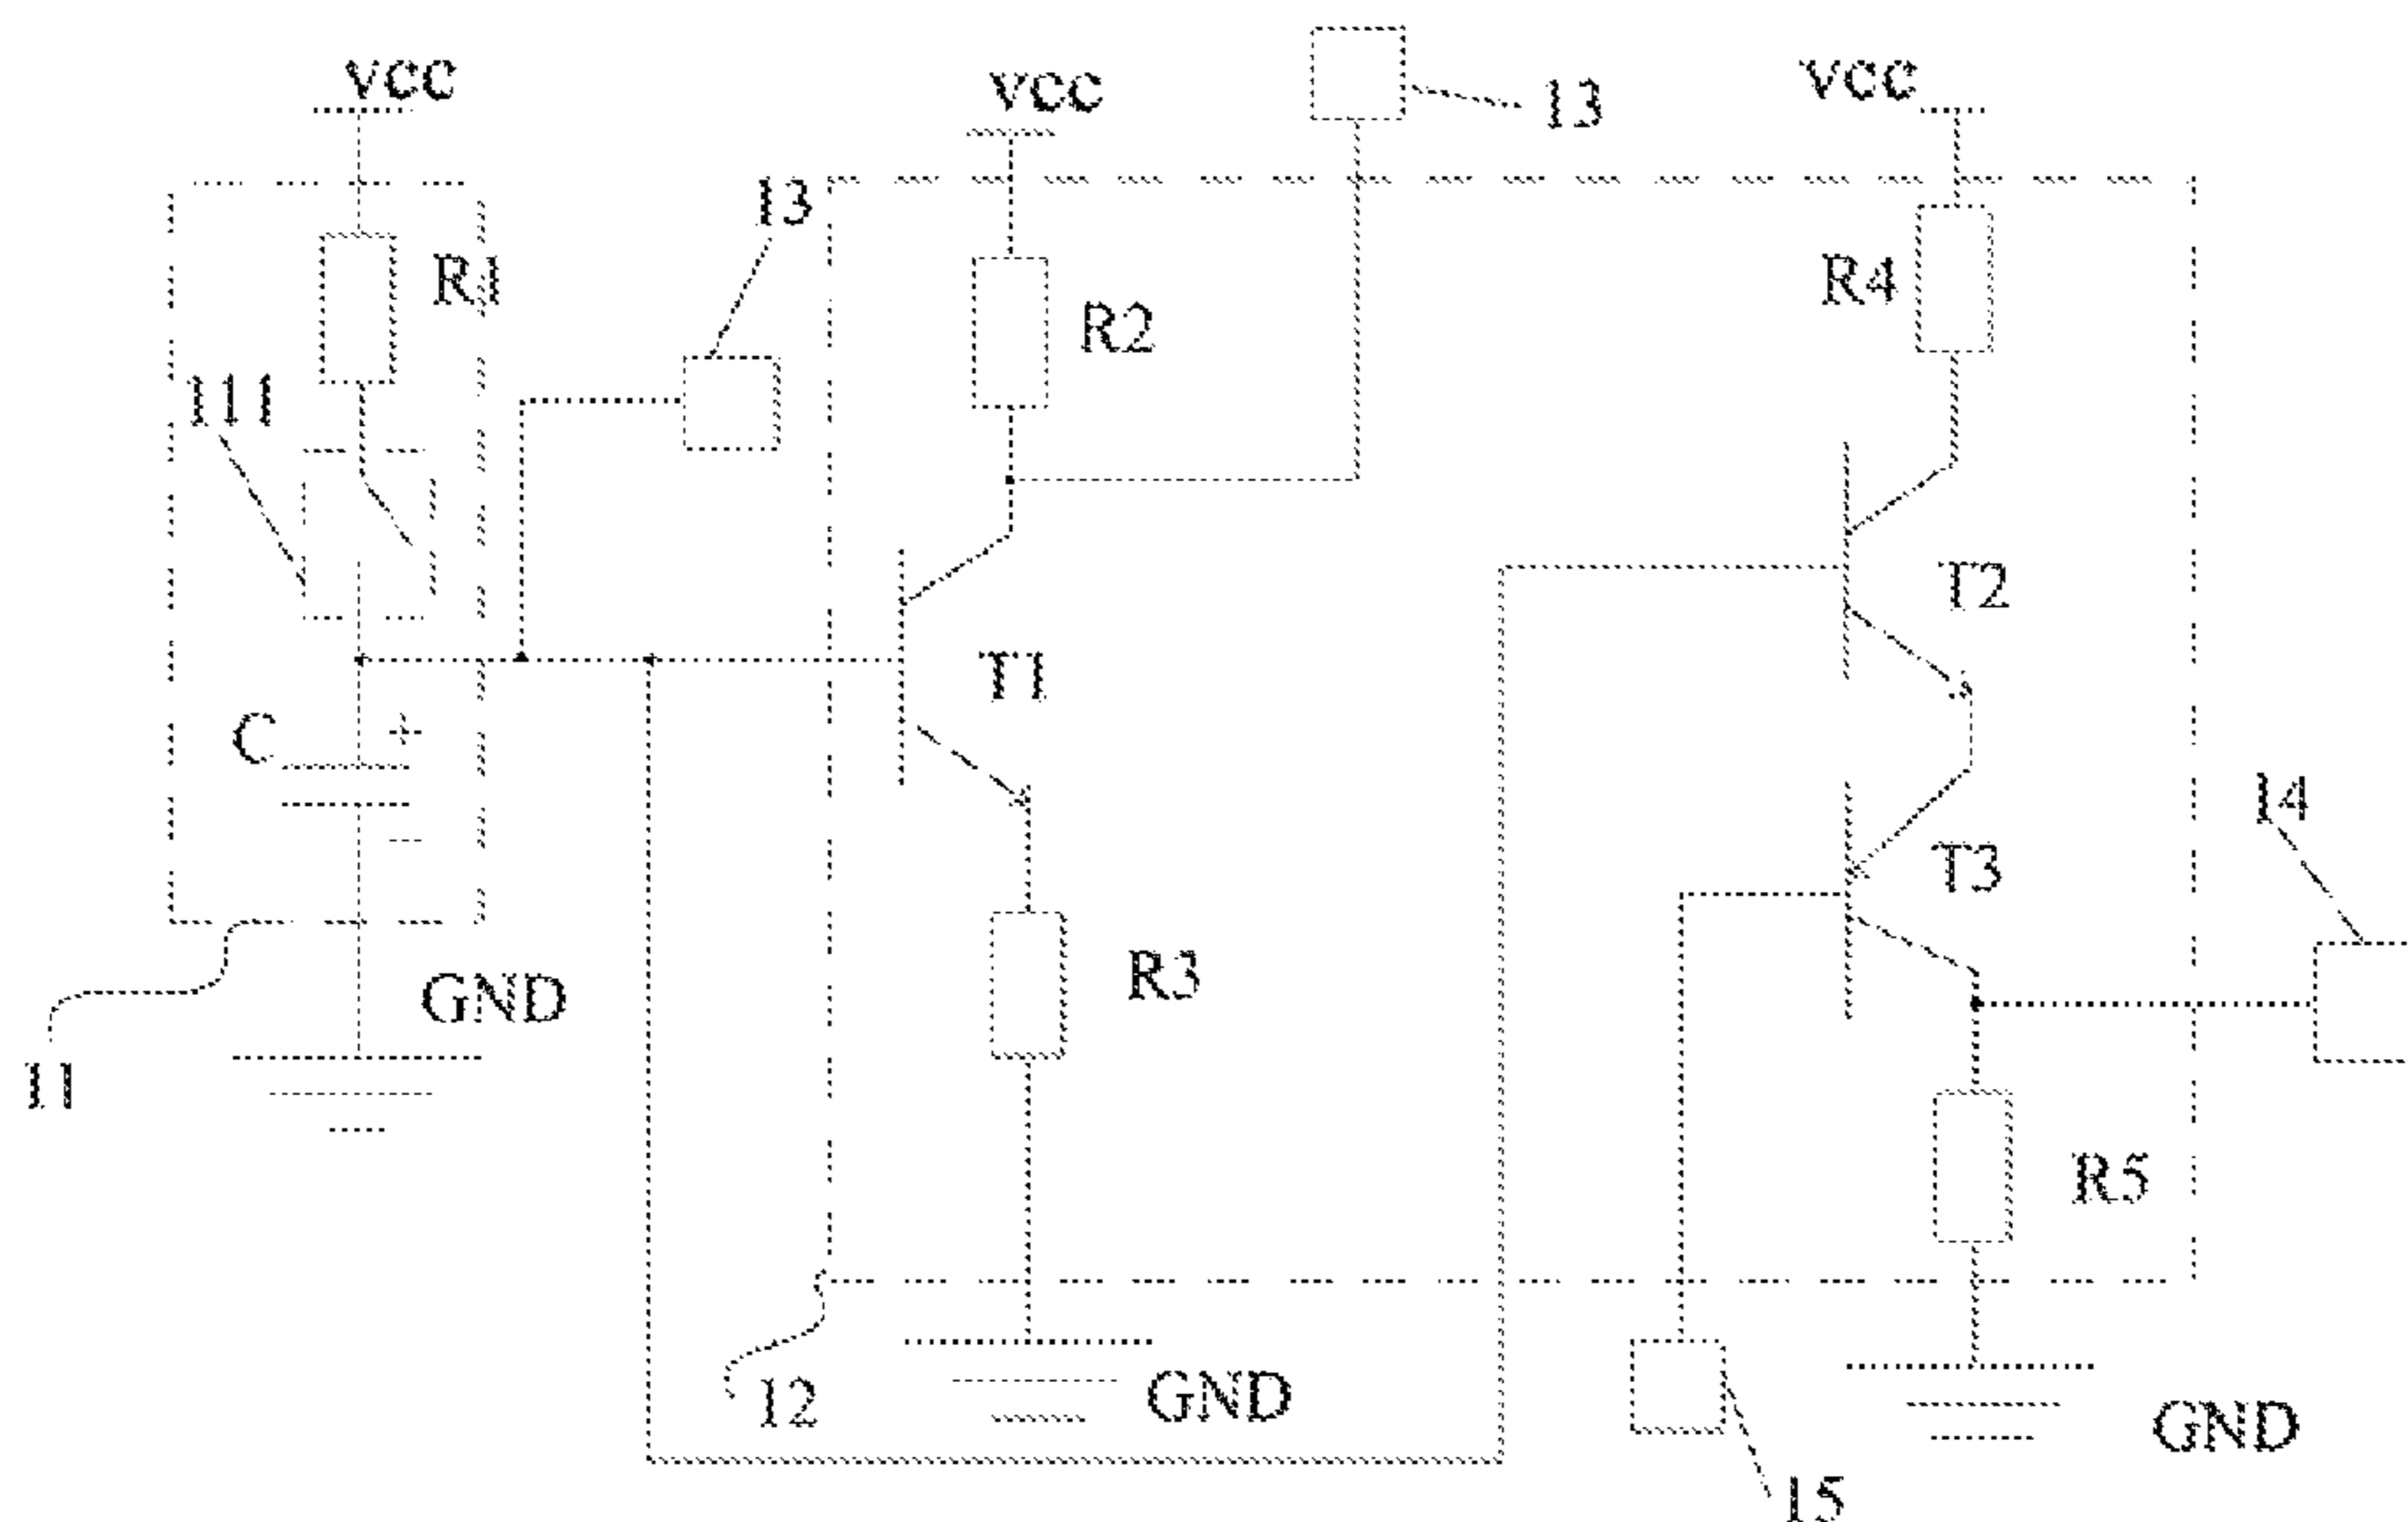 vcc
vcc
13
vcc
13
R1
R2
R4
111
T2
T1
C
+
−
14
T3
R3
GND
11
R5
12
GND
GND
15